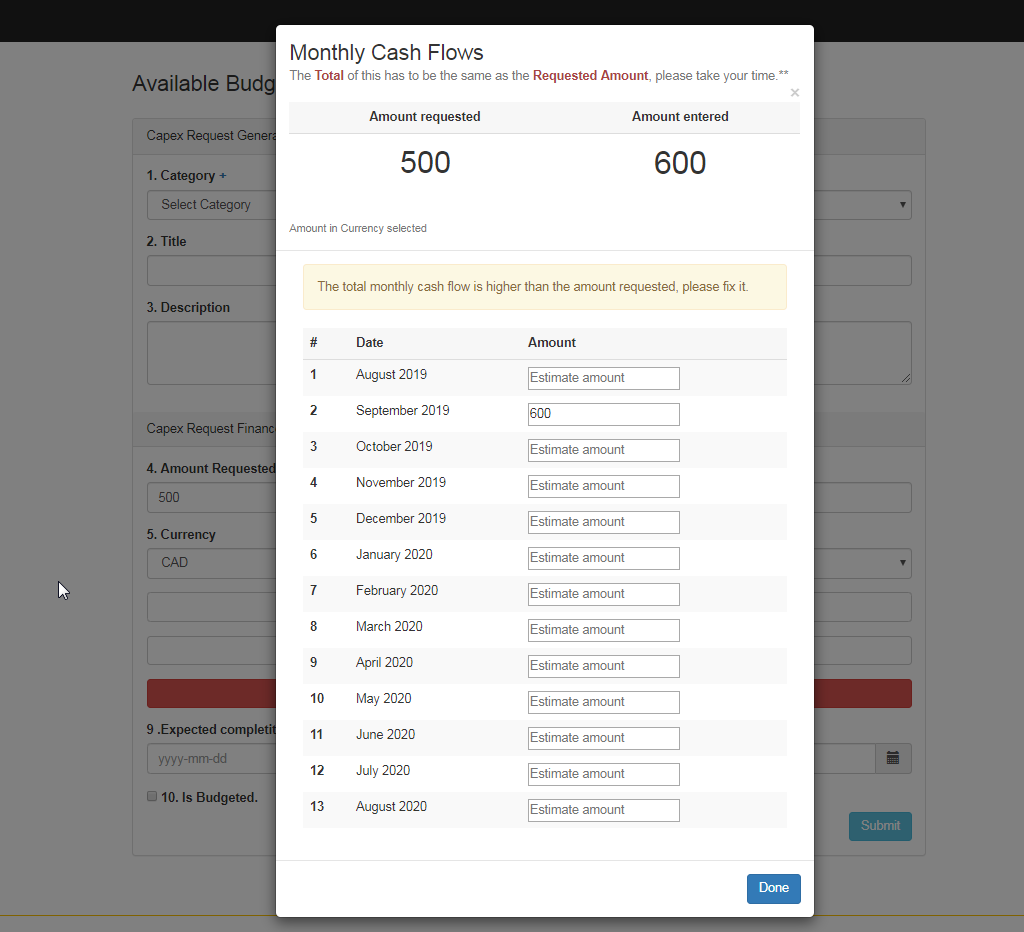 Monthly Cash Flows
The Total of this has to be the same as the Requested Amount, please take your time.**
×
Amount requested Amount entered
500 600
Amount in Currency selected
The total monthly cash flow is higher than the amount requested, please fix it.
# Date Amount
1 August 2019 Estimate amount
2 September 2019 600
3 October 2019 Estimate amount
4 November 2019 Estimate amount
5 December 2019 Estimate amount
6 January 2020 Estimate amount
7 February 2020 Estimate amount
8 March 2020 Estimate amount
9 April 2020 Estimate amount
10 May 2020 Estimate amount
11 June 2020 Estimate amount
12 July 2020 Estimate amount
13 August 2020 Estimate amount
Done
Available Budg
Capex Request Genera
1. Category +
Select Category
2. Title
3. Description
Capex Request Financ
4. Amount Requested
500
5. Currency
CAD
9 .Expected completit
yyyy-mm-dd
10. Is Budgeted.
Submit